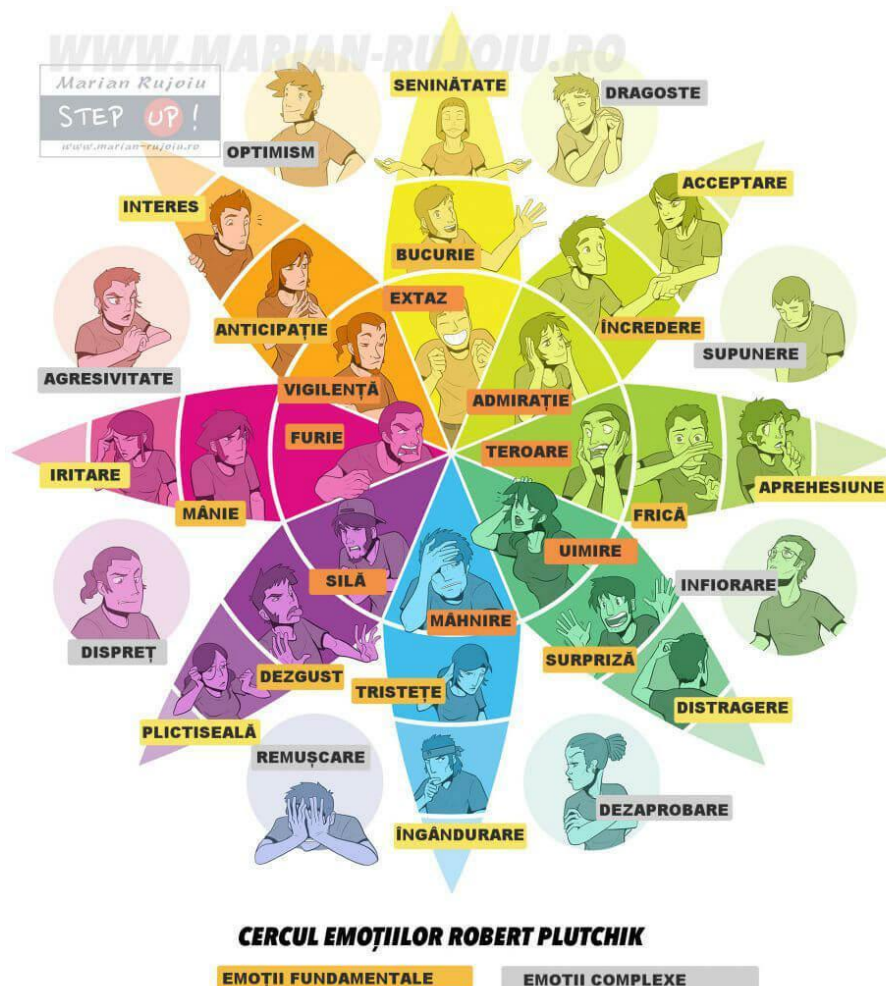 WWW.MARIAN-RUJOIU.RO
Marian Rujoiu
STEP UP !
www.marian-rujoiu.ro
SENINĂTATE
DRAGOSTE
OPTIMISM
ACCEPTARE
INTERES
BUCURIE
EXTAZ
ANTICIPAȚIE
ÎNCREDERE
SUPUNERE
AGRESIVITATE
VIGILENȚĂ
ADMIRAȚIE
FURIE
TEROARE
IRITARE
APREHESIUNE
MÂNIE
FRICĂ
UIMIRE
SILĂ
INFIORARE
MÂHNIRE
DISPREȚ
SURPRIZĂ
DEZGUST
TRISTEȚE
DISTRAGERE
PLICTISEALĂ
REMUȘCARE
DEZAPROBARE
ÎNGÂNDURARE
CERCUL EMOȚIILOR ROBERT PLUTCHIK
EMOȚII FUNDAMENTALE
EMOTII COMPLEXE